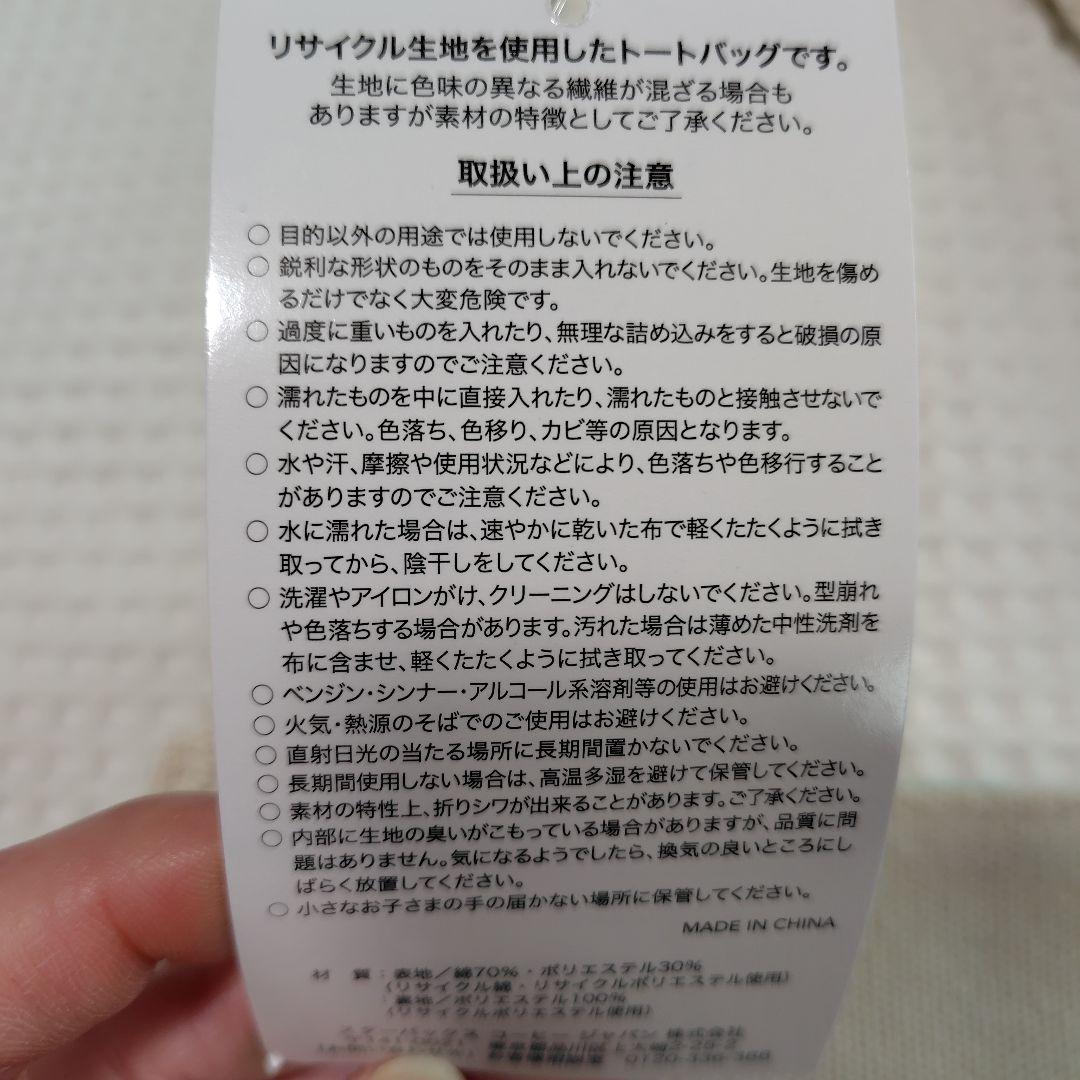 リサイクル生地を使用したトートバッグです。
生地に色味の異なる繊維が混ざる場合も
ありますが素材の特徴としてご了承ください。
取扱い上の注意
○ 目的以外の用途では使用しないでください。
○ 鋭利な形状のものをそのまま入れないでください。生地を傷め
るだけでなく大変危険です。
○ 過度に重いものを入れたり、無理な詰め込みをすると破損の原
因になりますのでご注意ください。
○ 濡れたものを中に直接入れたり、濡れたものと接触させないで
ください。色落ち、色移り、カビ等の原因となります。
○ 水や汗、摩擦や使用状況などにより、色落ちや色移行すること
がありますのでご注意ください。
○ 水に濡れた場合は、速やかに乾いた布で軽くたたくように拭き
取ってから、陰干しをしてください。
○ 洗濯やアイロンがけ、クリーニングはしないでください。型崩れ
や色落ちする場合があります。汚れた場合は薄めた中性洗剤を
布に含ませ、軽くたたくように拭き取ってください。
○ ベンジン・シンナー・アルコール系溶剤等の使用はお避けください。
○ 火気・熱源のそばでのご使用はお避けください。
○ 直射日光の当たる場所に長期間置かないでください。
○ 長期間使用しない場合は、高温多湿を避けて保管してください。
○ 素材の特性上、折りシワが出来ることがあります。ご了承ください。
○ 内部に生地の臭いがこもっている場合がありますが、品質に問
題はありません。気になるようでしたら、換気の良いところにし
ばらく放置してください。
○ 小さなお子さまの手の届かない場所に保管してください。
MADE IN CHINA
材 質：表地／綿70%・ポリエステル30%
（リサイクル綿・リサイクルポリエステル使用）
：裏地／ポリエステル100%
（リサイクルポリエステル使用）
スターバックス コーヒー ジャパン 株式会社
東京都品川区上大崎2-25-2
0120-336-388